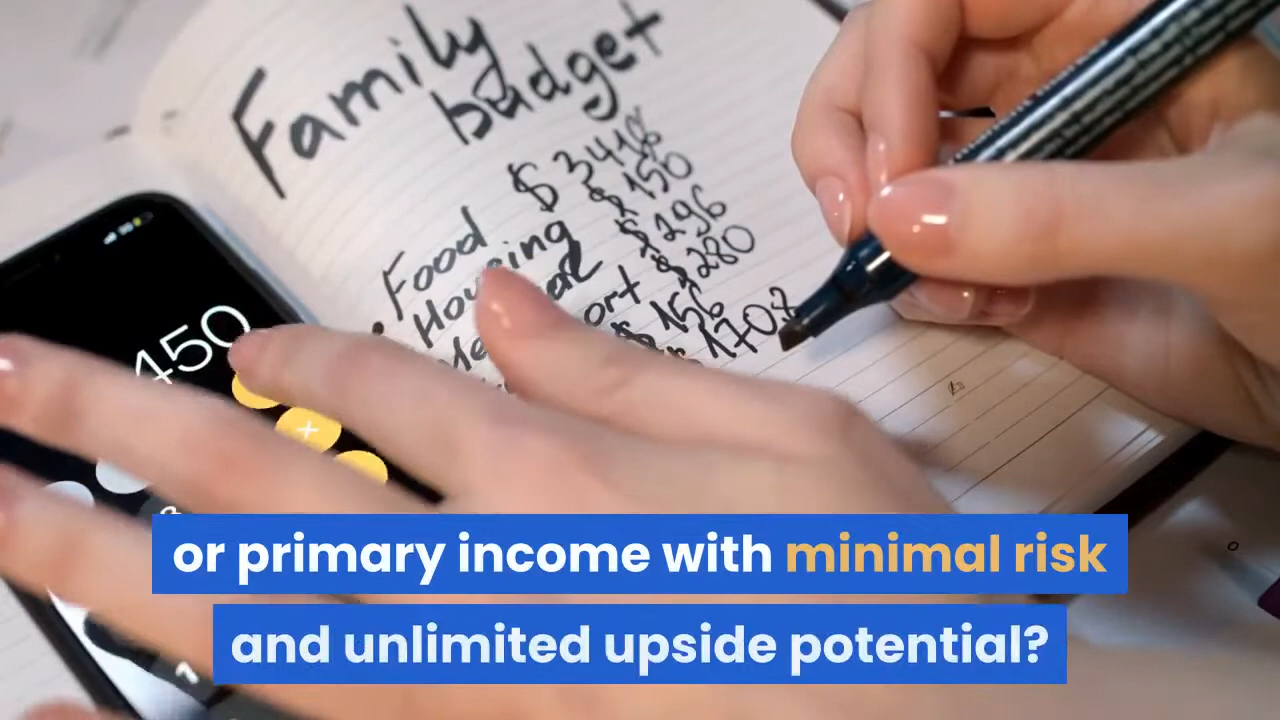 Family
budget
Food $ 3418
Housing $ 150
$ 296
$ 280
$ 156
$ 1708
450
×
or primary income with minimal risk
and unlimited upside potential?